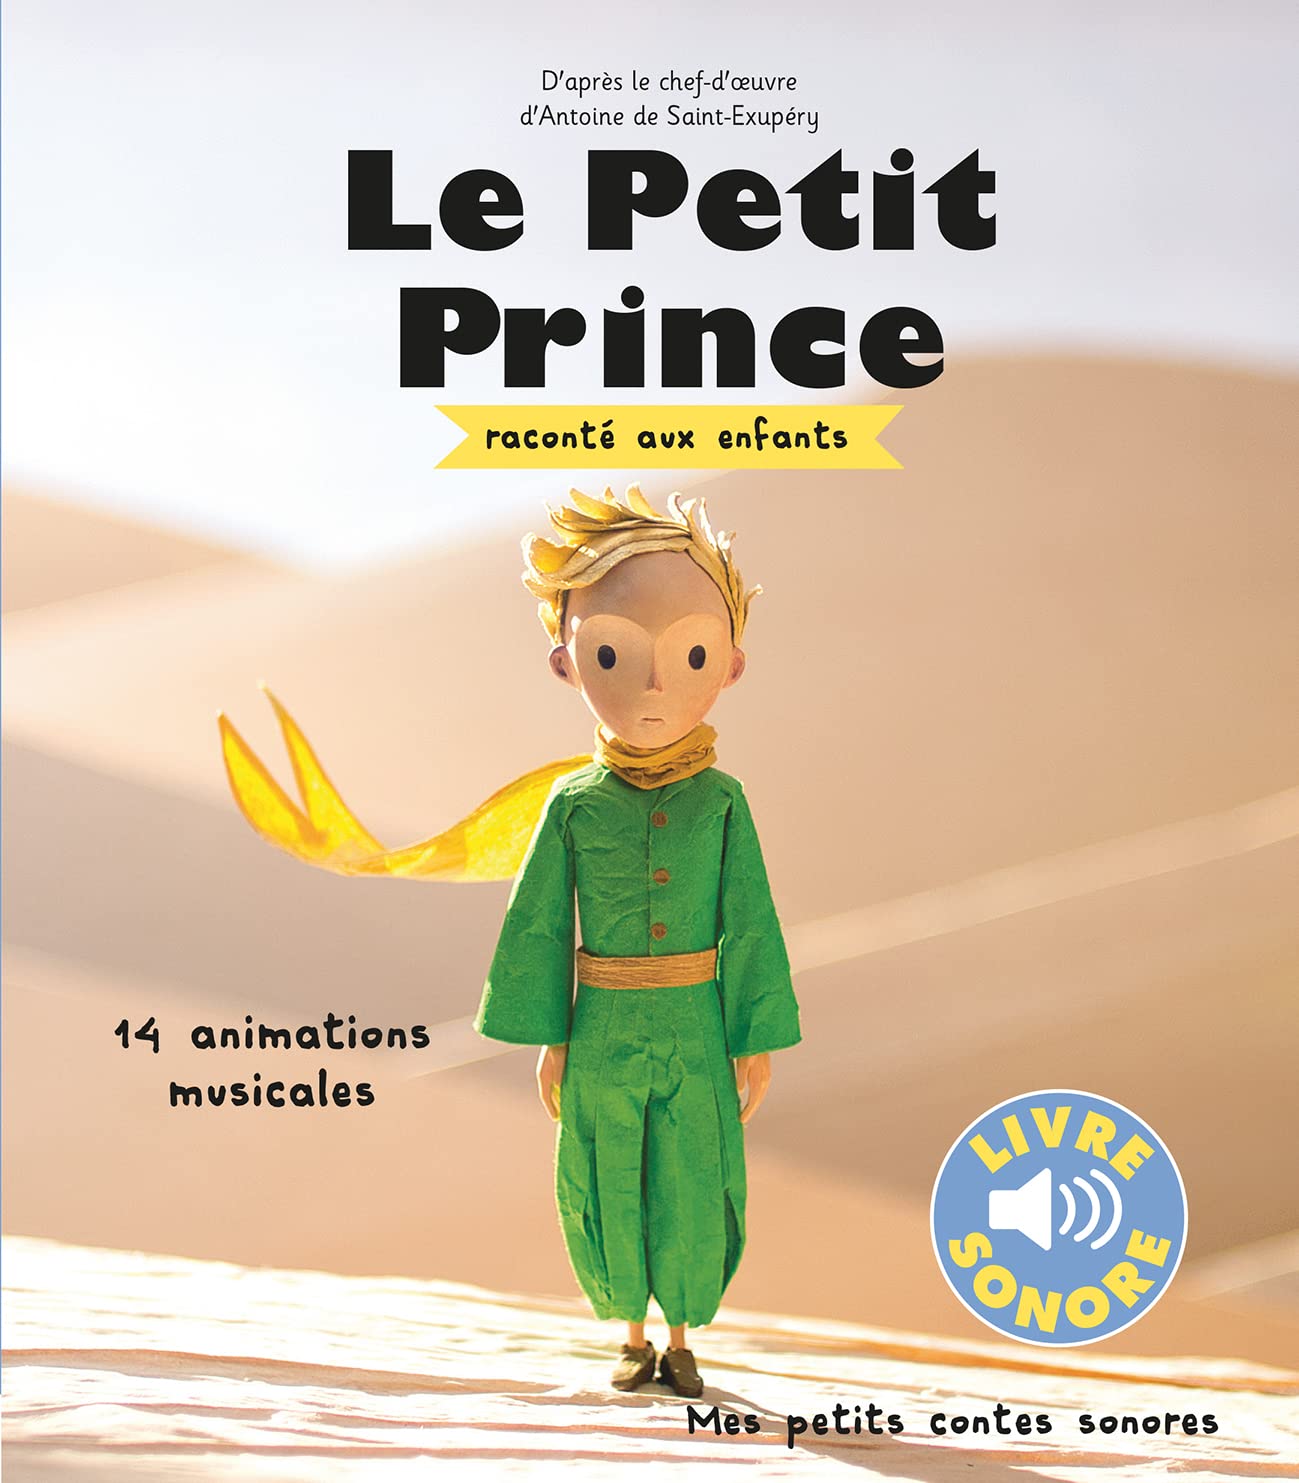 D'après le chef-d'œuvre
d'Antoine de Saint-Exupéry
Le Petit
Prince
raconté aux enfants
14 animations
musicales
LIVRE
SONORE
Mes petits contes sonores